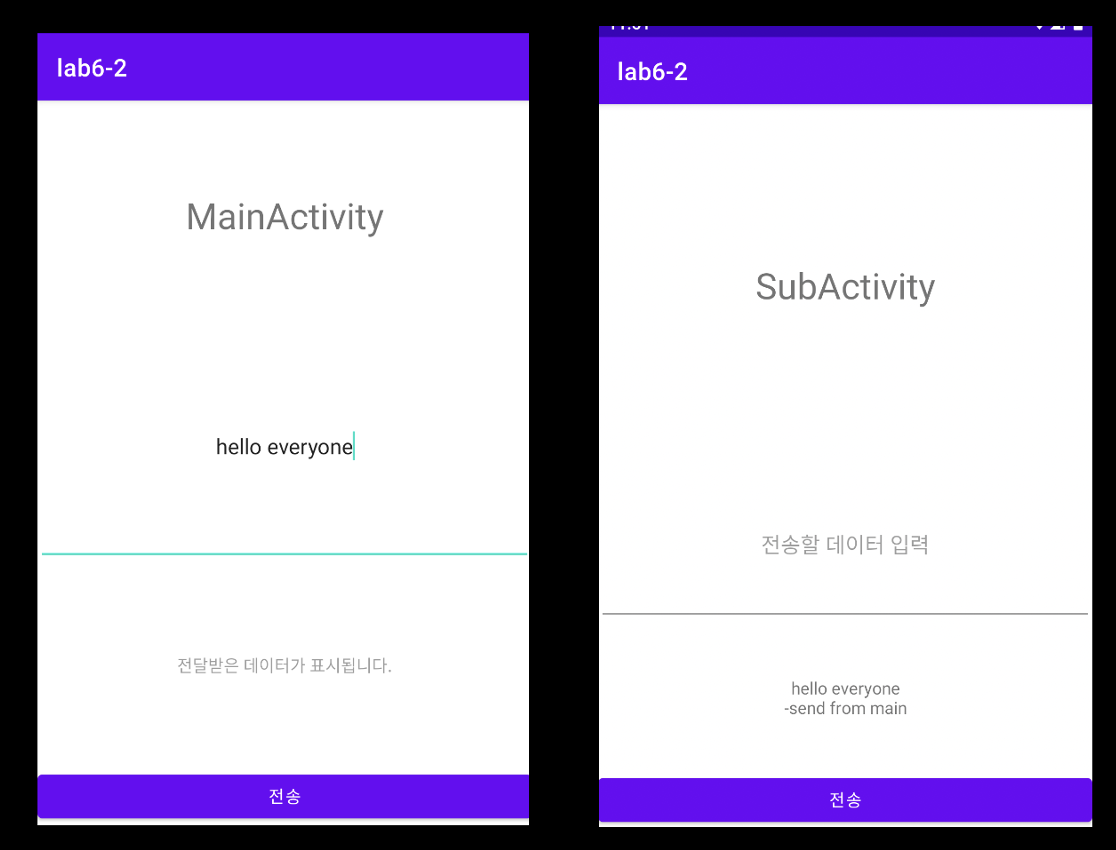 lab6-2
MainActivity
hello everyone
전달받은 데이터가 표시됩니다.
전송
lab6-2
SubActivity
전송할 데이터 입력
hello everyone
-send from main
전송